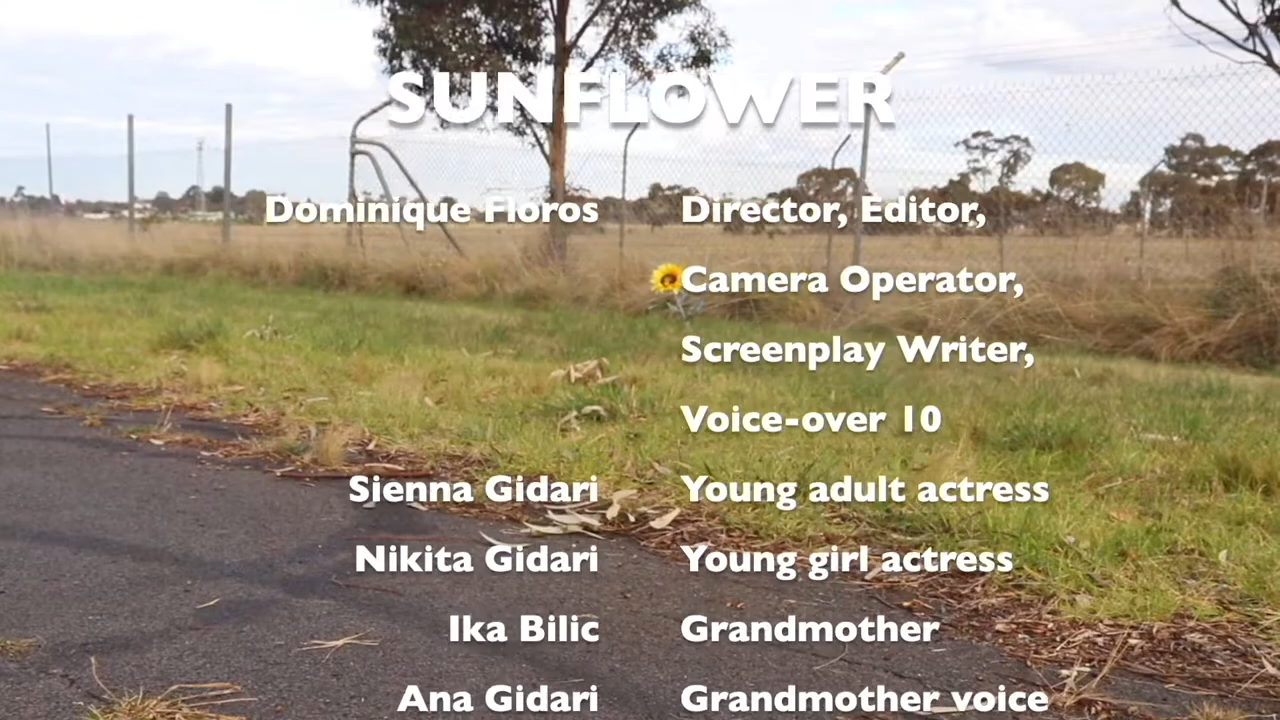 SUNFLOWER
Dominique Floros Director, Editor,
Camera Operator,
Screenplay Writer,
Voice-over 10
Sienna Gidari Young adult actress
Nikita Gidari Young girl actress
Ika Bilic Grandmother
Ana Gidari Grandmother voice